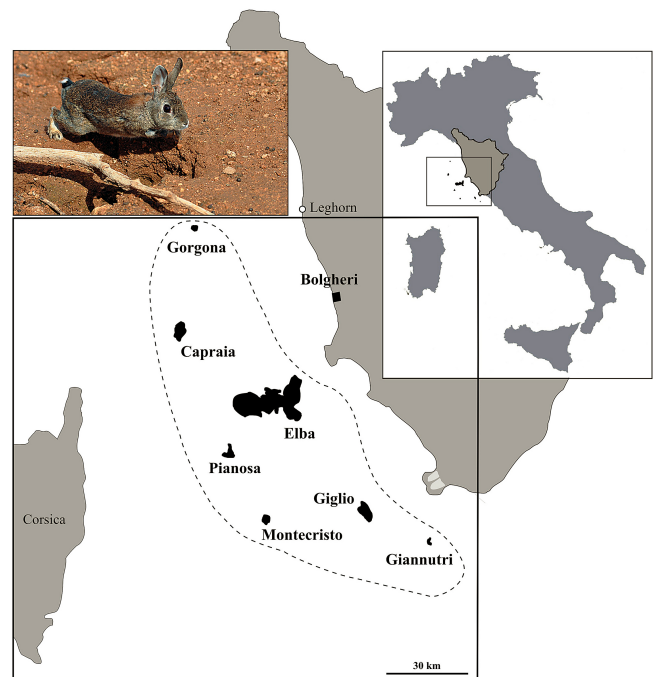 Leghorn
Gorgona
Bolgheri
Capraia
Elba
Pianosa
Giglio
Corsica
Montecristo
Giannutri
30 km